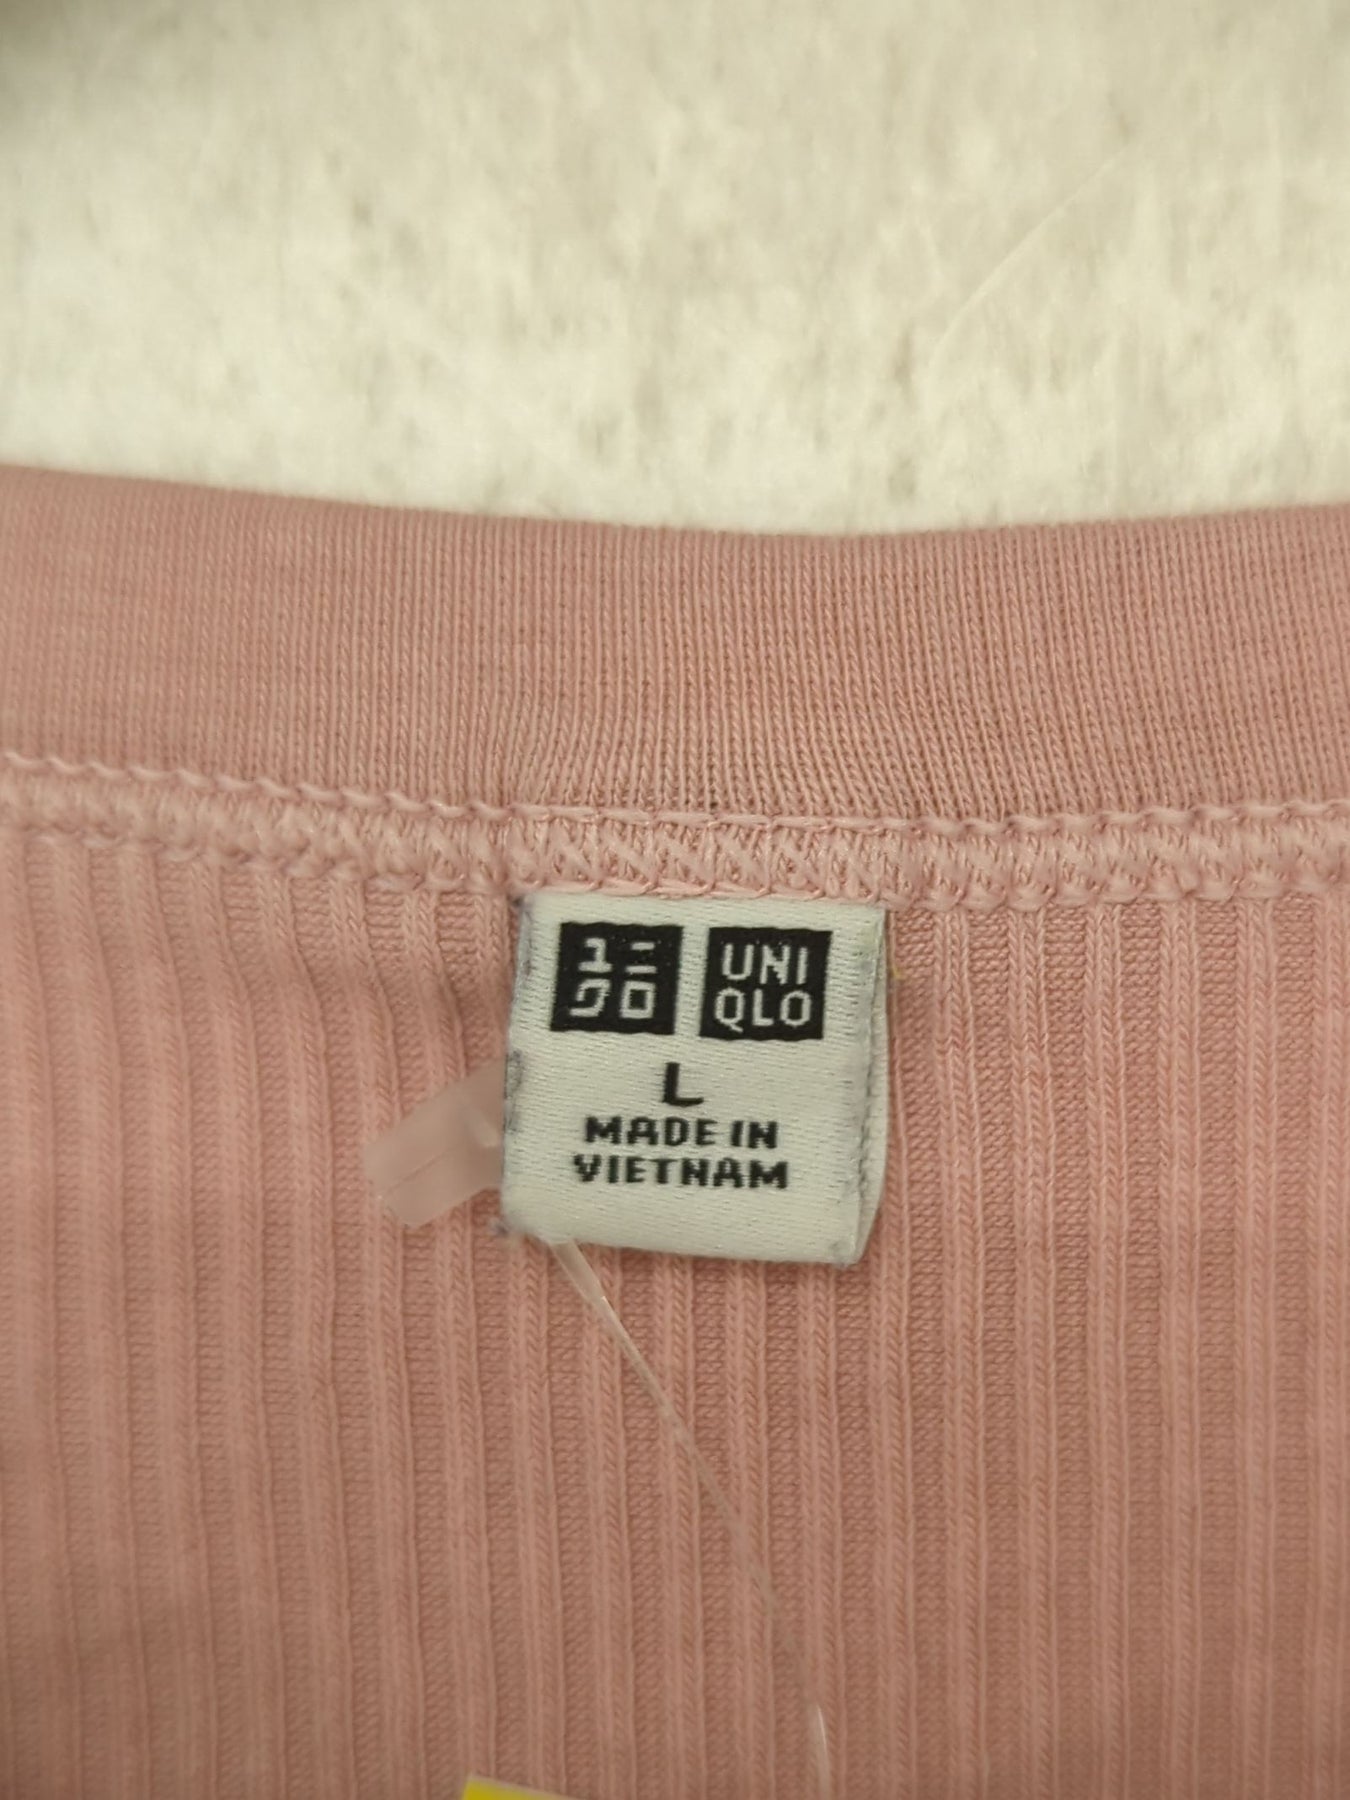 ユニ UNI
クロ QLO
L
MADE IN
VIETNAM